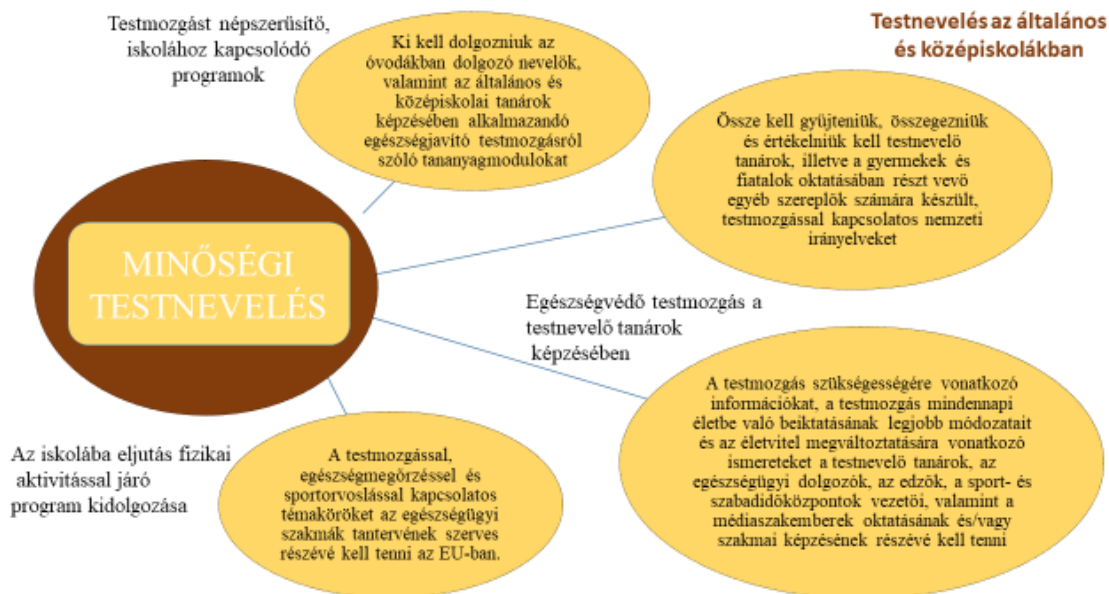 Testmozgást népszerűsítő,
iskolához kapcsolódó
programok
Ki kell dolgozniuk az
óvodákban dolgozó nevelők,
valamint az általános és
középiskolai tanárok
képzésében alkalmazandó
egészségjavító testmozgásról
szóló tananyagmodulokat
Testnevelés az általános
és középiskolákban
Össze kell gyűjteniük, összegezniük
és értékelniük kell testnevelő
tanárok, illetve a gyermekek és
fiatalok oktatásában részt vevő
egyéb szereplők számára készült,
testmozgással kapcsolatos nemzeti
irányelveket
MINŐSÉGI
TESTNEVELÉS
Egészségvédő testmozgás a
testnevelő tanárok
képzésében
A testmozgás szükségességére vonatkozó
információkat, a testmozgás mindennapi
életbe való beiktatásának legjobb módozatait
és az életvitel megváltoztatására vonatkozó
ismereteket a testnevelő tanárok, az
egészségügyi dolgozók, az edzők, a sport- és
szabadidőközpontok vezetői, valamint a
médiaszakemberek oktatásának és/vagy
szakmai képzésének részévé kell tenni
Az iskolába eljutás fizikai
aktivitással járó
program kidolgozása
A testmozgással,
egészségmegőrzéssel és
sportorvoslással kapcsolatos
témaköröket az egészségügyi
szakmák tantervének szerves
részévé kell tenni az EU-ban.